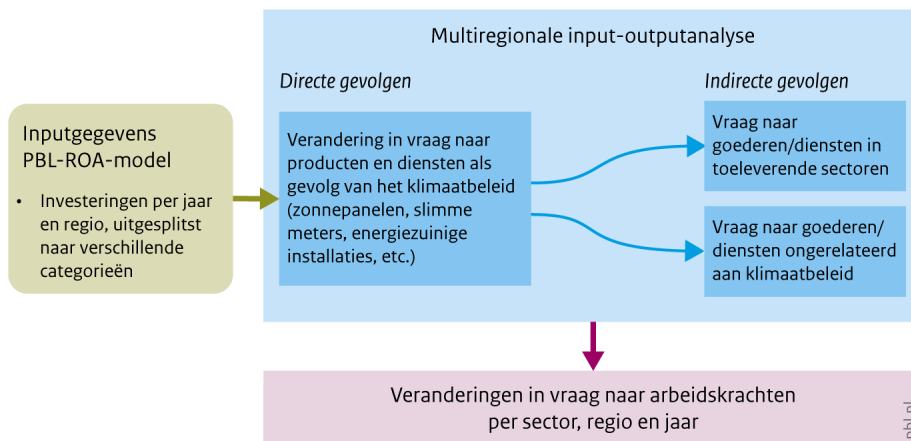 Multiregionale input-outputanalyse
Directe gevolgen
Indirecte gevolgen
Inputgegevens
PBL-ROA-model
• Investeringen per jaar
en regio, uitgesplitst
naar verschillende
categorieën
Verandering in vraag naar
producten en diensten als
gevolg van het klimaatbeleid
(zonnepanelen, slimme
meters, energiezuinige
installaties, etc.)
Vraag naar
goederen/diensten in
toeleverende sectoren
Vraag naar goederen/
diensten ongerelateerd
aan klimaatbeleid
Veranderingen in vraag naar arbeidskrachten
per sector, regio en jaar
pbl.nl